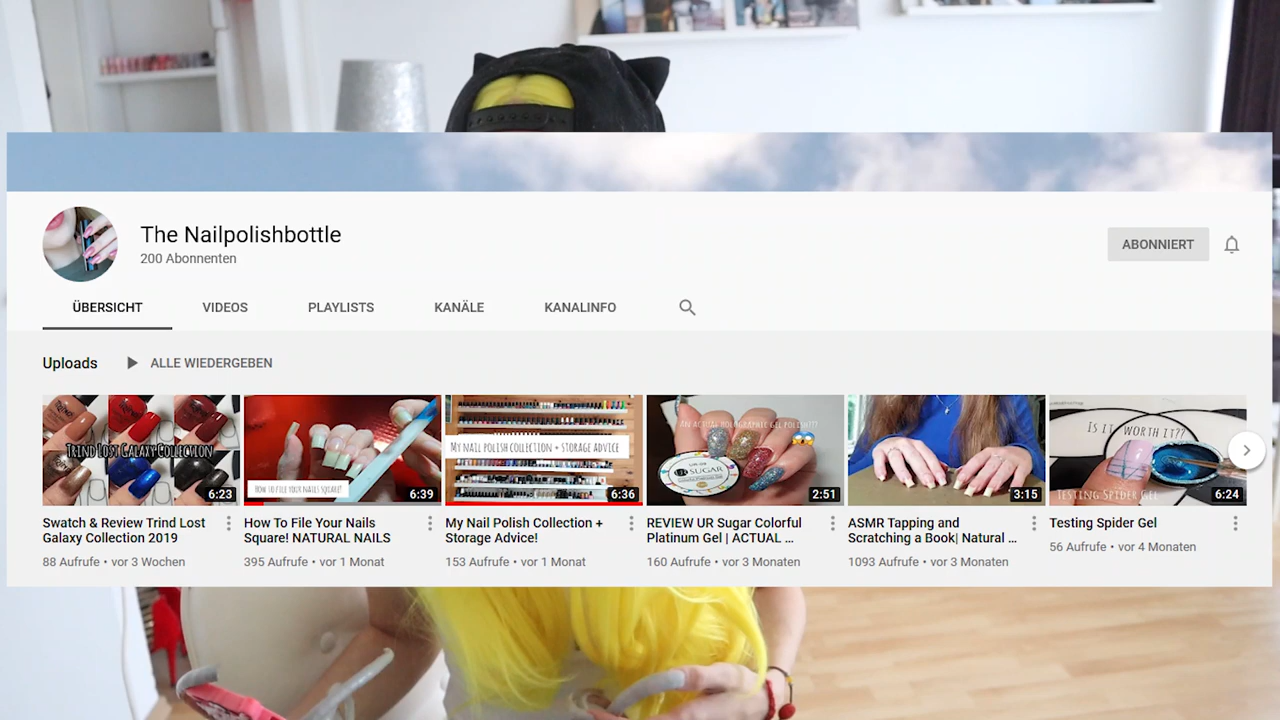 The Nailpolishbottle
200 Abonnenten
ABONNIERT
ÜBERSICHT VIDEOS PLAYLISTS KANÄLE KANALINFO
Uploads ALLE WIEDERGEBEN
TRIND LOST GALAXY COLLECTION
6:23
HOW TO FILE YOUR NAILS SQUARE!
6:39
MY NAIL POLISH COLLECTION + STORAGE ADVICE
6:36
AN ACTUAL HOLOGRAPHIC GEL POLISH???
UR SUGAR
2:51
3:15
IS IT WORTH IT??
TESTING SPIDER GEL
6:24
Swatch & Review Trind Lost
Galaxy Collection 2019
88 Aufrufe • vor 3 Wochen
How To File Your Nails
Square! NATURAL NAILS
395 Aufrufe • vor 1 Monat
My Nail Polish Collection +
Storage Advice!
153 Aufrufe • vor 1 Monat
REVIEW UR Sugar Colorful
Platinum Gel | ACTUAL ...
160 Aufrufe • vor 3 Monaten
ASMR Tapping and
Scratching a Book| Natural ...
1093 Aufrufe • vor 3 Monaten
Testing Spider Gel
56 Aufrufe • vor 4 Monaten